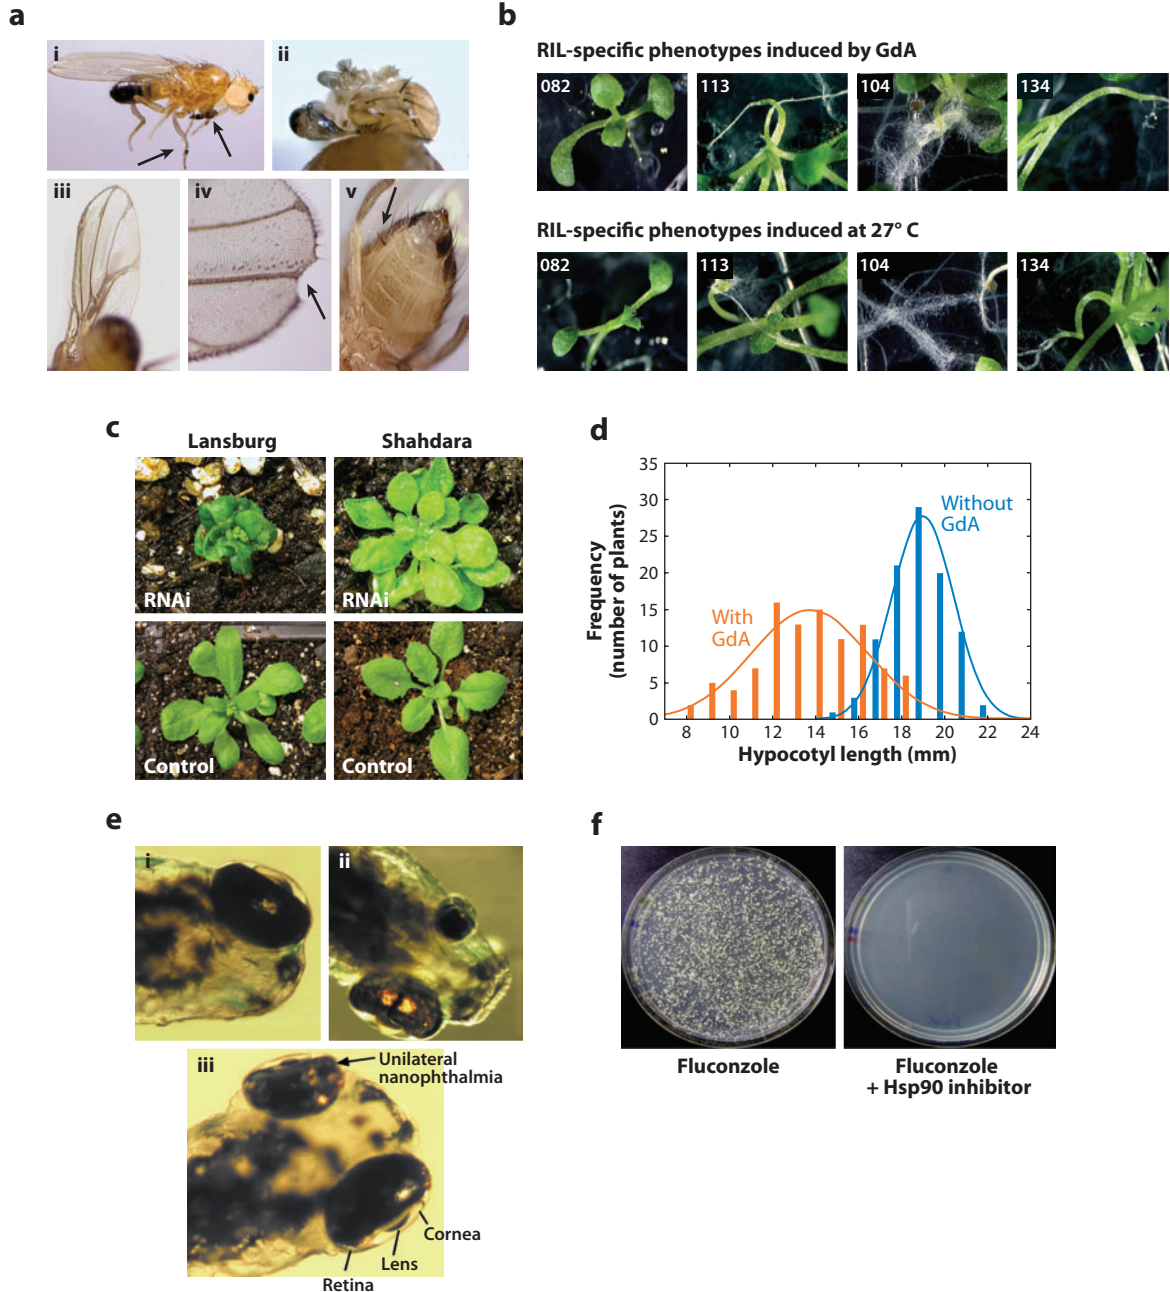 a
i
ii
iii
iv
v
b
RIL-specific phenotypes induced by GdA
082
113
104
134
RIL-specific phenotypes induced at 27° C
082
113
104
134
c
Lansburg
Shahdara
RNAi
RNAi
Control
Control
d
Frequency
(number of plants)
35
30
25
20
15
10
5
0
Without
GdA
With
GdA
8
10
12
14
16
18
20
22
24
Hypocotyl length (mm)
e
i
ii
iii
Unilateral
nanophthalmia
Cornea
Lens
Retina
f
Fluconzole
Fluconzole
+ Hsp90 inhibitor